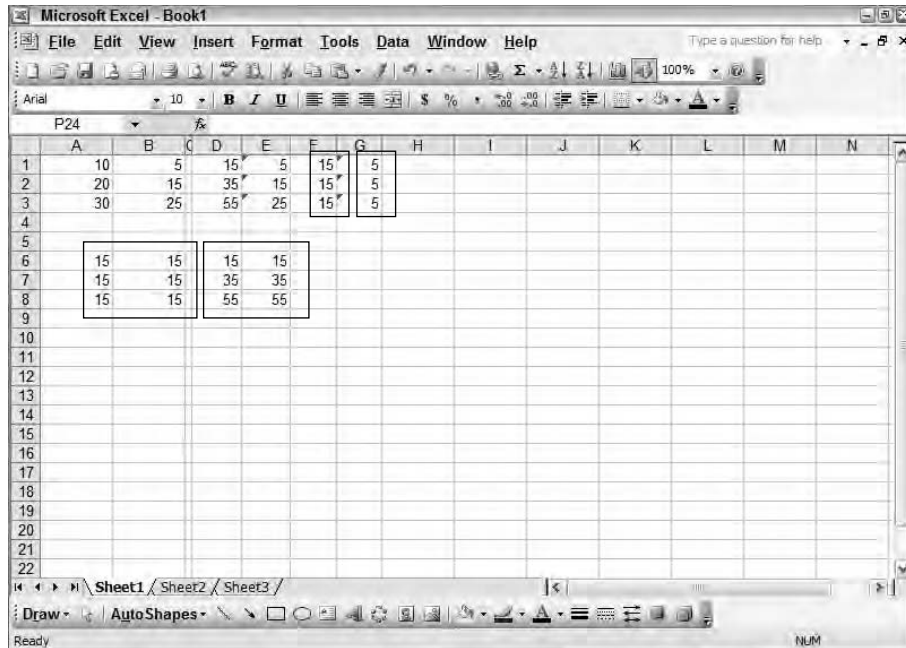 Microsoft Excel - Book1
File Edit View Insert Format Tools Data Window Help Type a question for help
100%
Arial 10 B I U $ % ,
P24 fx
A B C D E F G H I J K L M N
1 10 5 15 5 15 5
2 20 15 35 15 15 5
3 30 25 55 25 15 5
4
5
6 15 15 15 15
7 15 15 35 35
8 15 15 55 55
9
10
11
12
13
14
15
16
17
18
19
20
21
22
Sheet1 / Sheet2 / Sheet3 /
Draw AutoShapes
Ready NUM